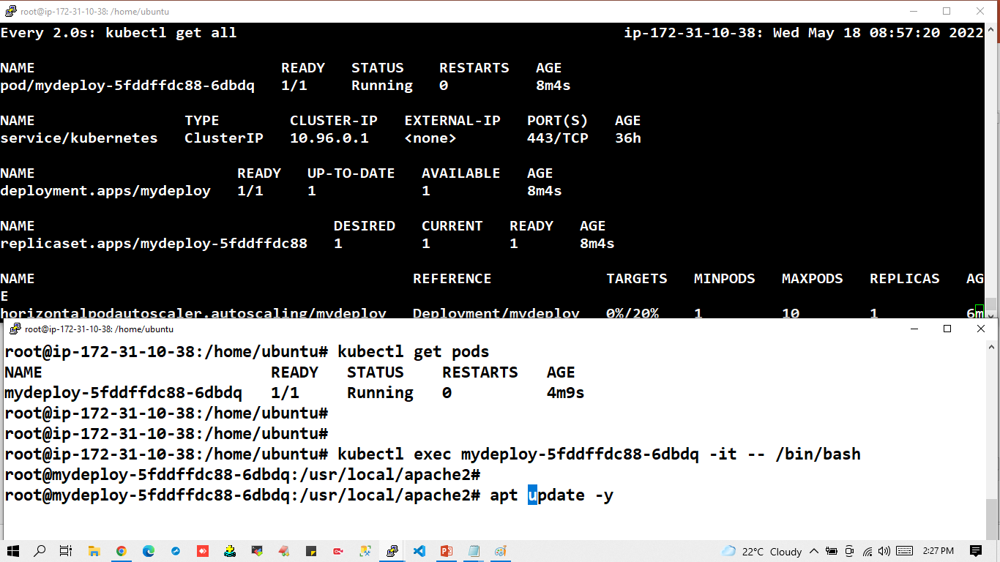 root@ip-172-31-10-38: /home/ubuntu
Every 2.0s: kubectl get all ip-172-31-10-38: Wed May 18 08:57:20 2022
NAME READY STATUS RESTARTS AGE
pod/mydeploy-5fddffdc88-6dbdq 1/1 Running 0 8m4s
NAME TYPE CLUSTER-IP EXTERNAL-IP PORT(S) AGE
service/kubernetes ClusterIP 10.96.0.1 <none> 443/TCP 36h
NAME READY UP-TO-DATE AVAILABLE AGE
deployment.apps/mydeploy 1/1 1 1 8m4s
NAME DESIRED CURRENT READY AGE
replicaset.apps/mydeploy-5fddffdc88 1 1 1 8m4s
NAME REFERENCE TARGETS MINPODS MAXPODS REPLICAS AG
E
horizontalpodautoscaler.autoscaling/mydeploy Deployment/mydeploy 0%/20% 1 10 1 6m
root@ip-172-31-10-38: /home/ubuntu
root@ip-172-31-10-38:/home/ubuntu# kubectl get pods
NAME READY STATUS RESTARTS AGE
mydeploy-5fddffdc88-6dbdq 1/1 Running 0 4m9s
root@ip-172-31-10-38:/home/ubuntu#
root@ip-172-31-10-38:/home/ubuntu#
root@ip-172-31-10-38:/home/ubuntu# kubectl exec mydeploy-5fddffdc88-6dbdq -it -- /bin/bash
root@mydeploy-5fddffdc88-6dbdq:/usr/local/apache2#
root@mydeploy-5fddffdc88-6dbdq:/usr/local/apache2# apt update -y
22°C Cloudy 2:27 PM